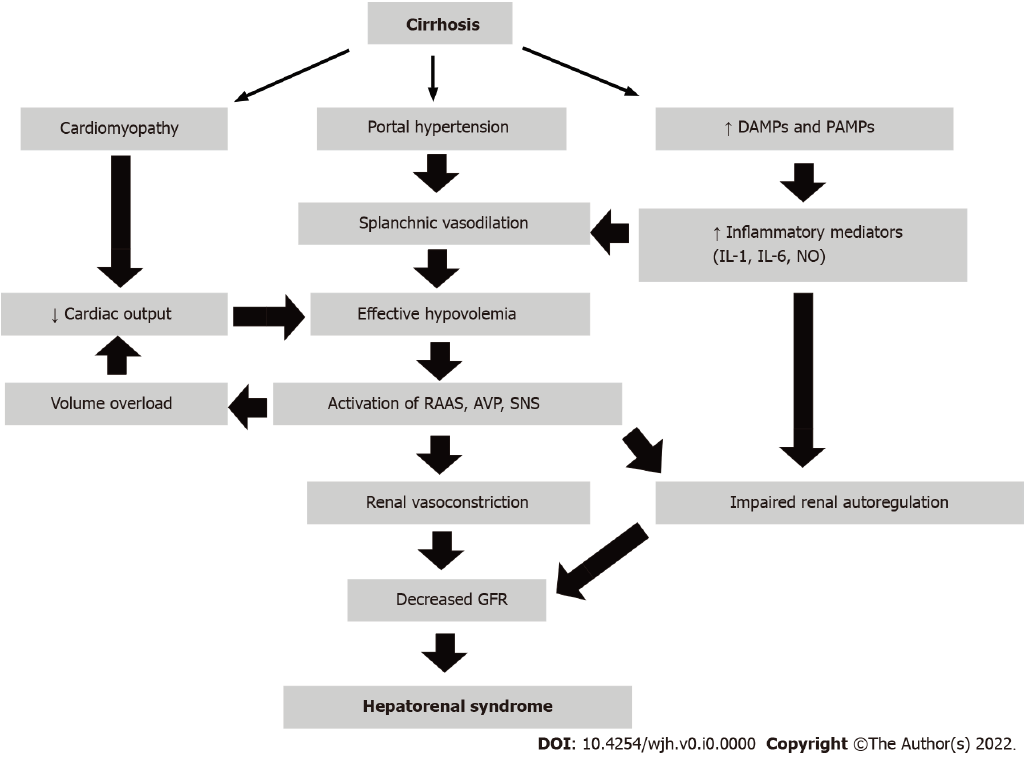 Cirrhosis
Cardiomyopathy
Portal hypertension
↑ DAMPs and PAMPs
Splanchnic vasodilation
↑ Inflammatory mediators
(IL-1, IL-6, NO)
↓ Cardiac output
Effective hypovolemia
Volume overload
Activation of RAAS, AVP, SNS
Renal vasoconstriction
Impaired renal autoregulation
Decreased GFR
Hepatorenal syndrome
DOI: 10.4254/wjh.v0.i0.0000 Copyright ©The Author(s) 2022.